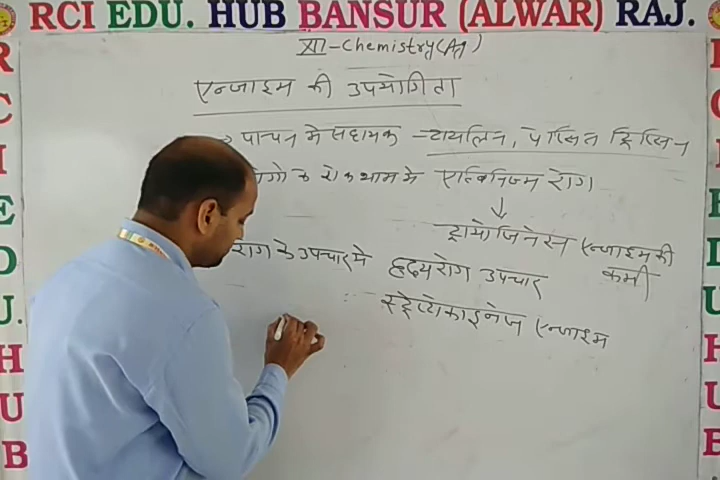 RCI EDU. HUB BANSUR (ALWAR) RAJ.
XII - Chemistry
एन्जाइम की उपयोगिता
→ पाचन मे सहायक - टायलिन, पेप्सिन ट्रिप्सिन
के रोकथाम मे एल्बिनिज्म रोग
↓
एन्जाइम की
कमी
रोग के उपचार मे हृदयरोग उपचार
स्ट्रेप्टोकाइनेज एन्जाइम
R
C
I
E
D
U.
H
U
B